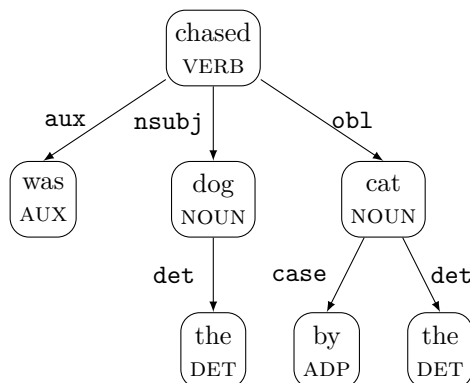 chased
VERB
aux
nsubj
obl
was
AUX
dog
NOUN
cat
NOUN
det
case
det
the
DET
by
ADP
the
DET